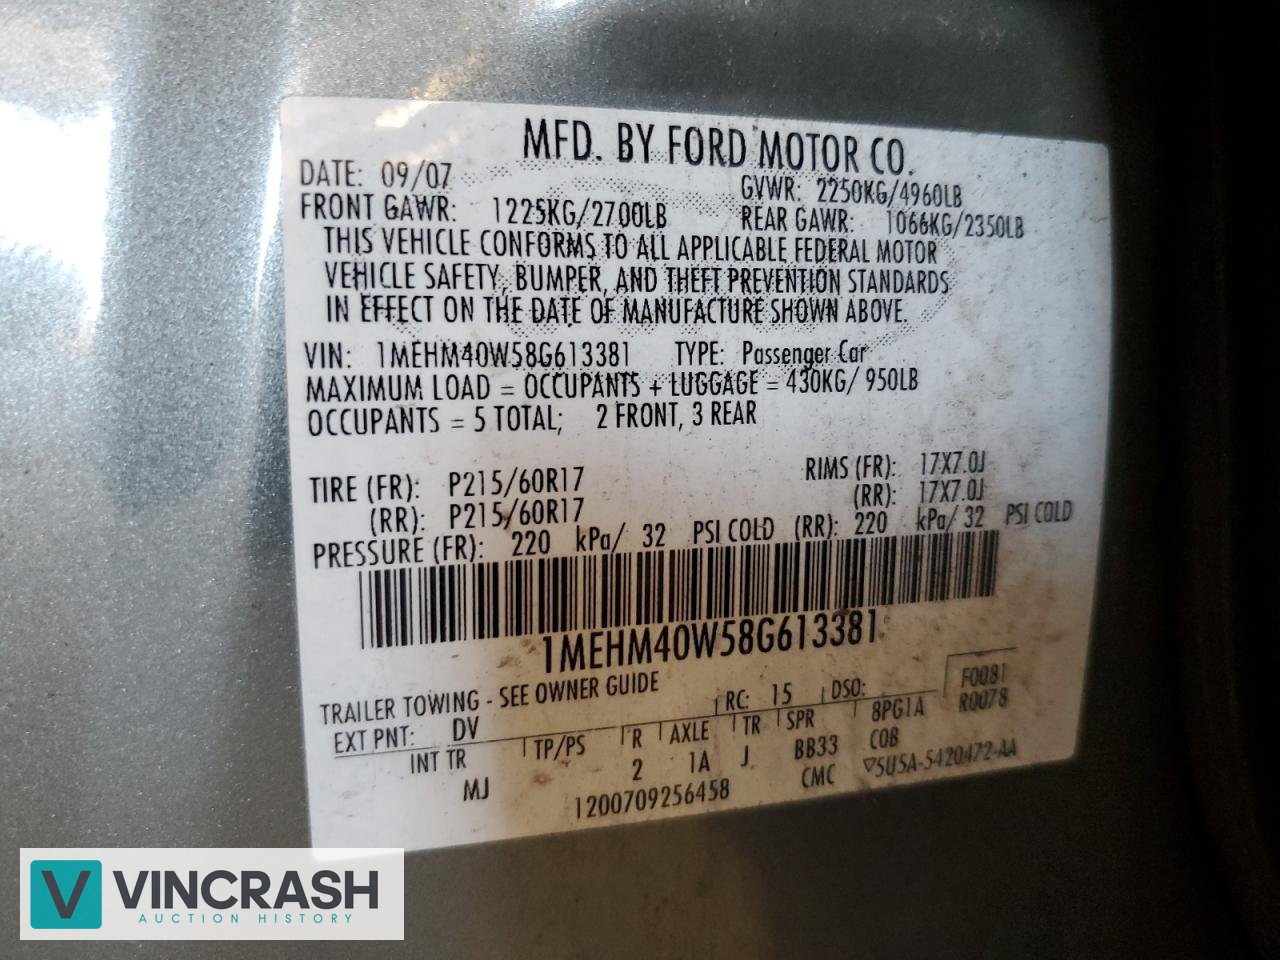 MFD. BY FORD MOTOR CO.
DATE: 09/07 GVWR: 2250KG/4960LB
FRONT GAWR: 1225KG/2700LB REAR GAWR: 1066KG/2350LB
THIS VEHICLE CONFORMS TO ALL APPLICABLE FEDERAL MOTOR
VEHICLE SAFETY, BUMPER, AND THEFT PREVENTION STANDARDS
IN EFFECT ON THE DATE OF MANUFACTURE SHOWN ABOVE.
VIN: 1MEHM40W58G613381 TYPE: Passenger Car
MAXIMUM LOAD = OCCUPANTS + LUGGAGE = 430KG/ 950LB
OCCUPANTS = 5 TOTAL; 2 FRONT, 3 REAR
TIRE (FR): P215/60R17 RIMS (FR): 17X7.0J
(RR): P215/60R17 (RR): 17X7.0J
PRESSURE (FR): 220 kPa/ 32 PSI COLD (RR): 220 kPa/ 32 PSI COLD
1MEHM40W58G613381
TRAILER TOWING - SEE OWNER GUIDE
F0081
EXT PNT: DV RC: 15 DSO: R0078
INT TR TP/PS R AXLE TR SPR 8PG1A
MJ 2 1A J BB33 COB
1200709256458 CMC ▽5U5A-5420472-AA
V VINCRASH
AUCTION HISTORY